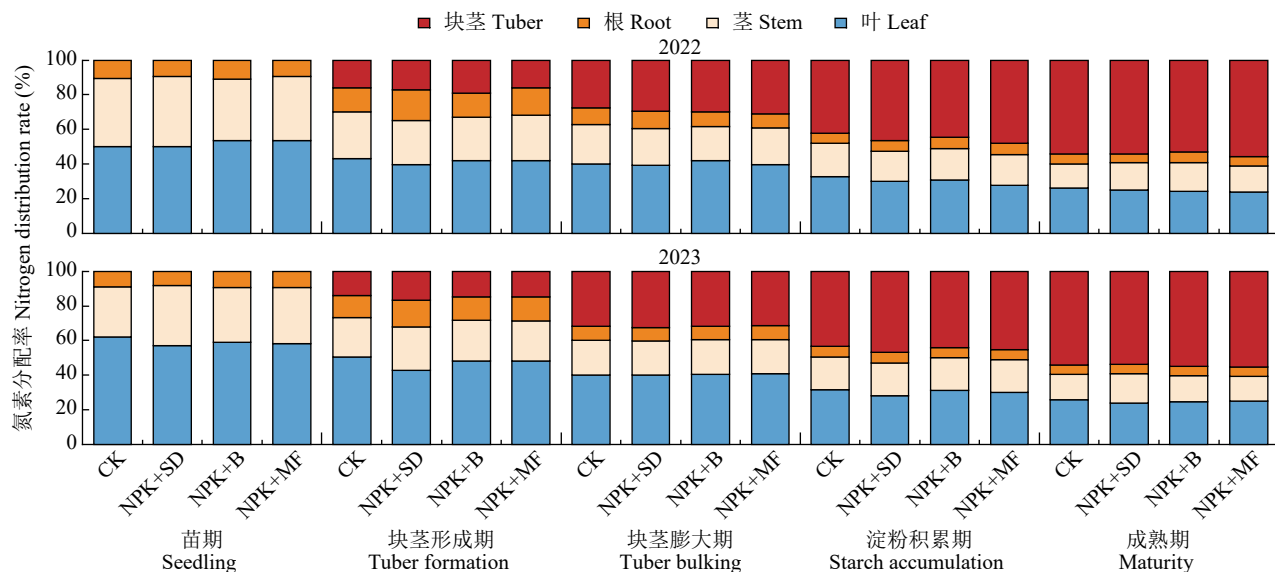 块茎 Tuber 根 Root 茎 Stem 叶 Leaf
氮素分配率 Nitrogen distribution rate (%)
2022
100
80
60
40
20
0
2023
100
80
60
40
20
0
CK NPK+SD NPK+B NPK+MF CK NPK+SD NPK+B NPK+MF CK NPK+SD NPK+B NPK+MF CK NPK+SD NPK+B NPK+MF CK NPK+SD NPK+B NPK+MF
苗期 块茎形成期 块茎膨大期 淀粉积累期 成熟期
Seedling Tuber formation Tuber bulking Starch accumulation Maturity